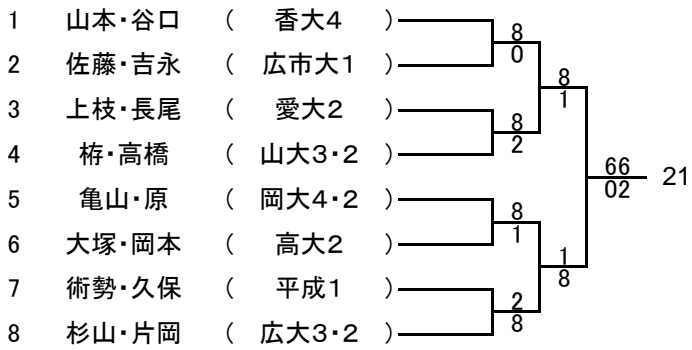 1 山本・谷口 ( 香大4 )
2 佐藤・吉永 ( 広市大1 )
3 上枝・長尾 ( 愛大2 )
4 栫・高橋 ( 山大3・2 )
5 亀山・原 ( 岡大4・2 )
6 大塚・岡本 ( 高大2 )
7 術勢・久保 ( 平成1 )
8 杉山・片岡 ( 広大3・2 )
8
0
8
1
8
2
66
02
21
8
1
1
8
2
8